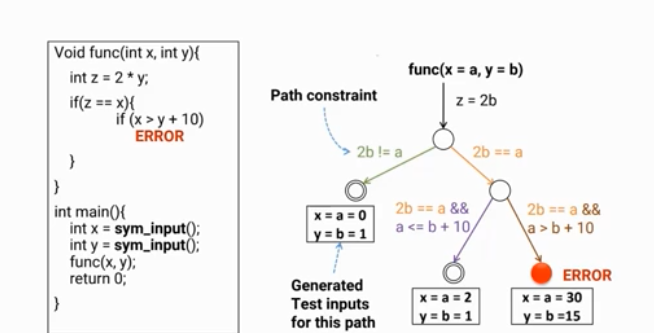 Void func(int x, int y){
int z = 2 * y;
if(z == x){
if (x > y + 10)
ERROR
}
}
int main(){
int x = sym_input();
int y = sym_input();
func(x, y);
return 0;
}
func(x = a, y = b)
z = 2b
Path constraint
2b != a
2b == a
x = a = 0
y = b = 1
2b == a &&
a <= b + 10
2b == a &&
a > b + 10
Generated
Test inputs
for this path
ERROR
x = a = 2
y = b = 1
x = a = 30
y = b =15